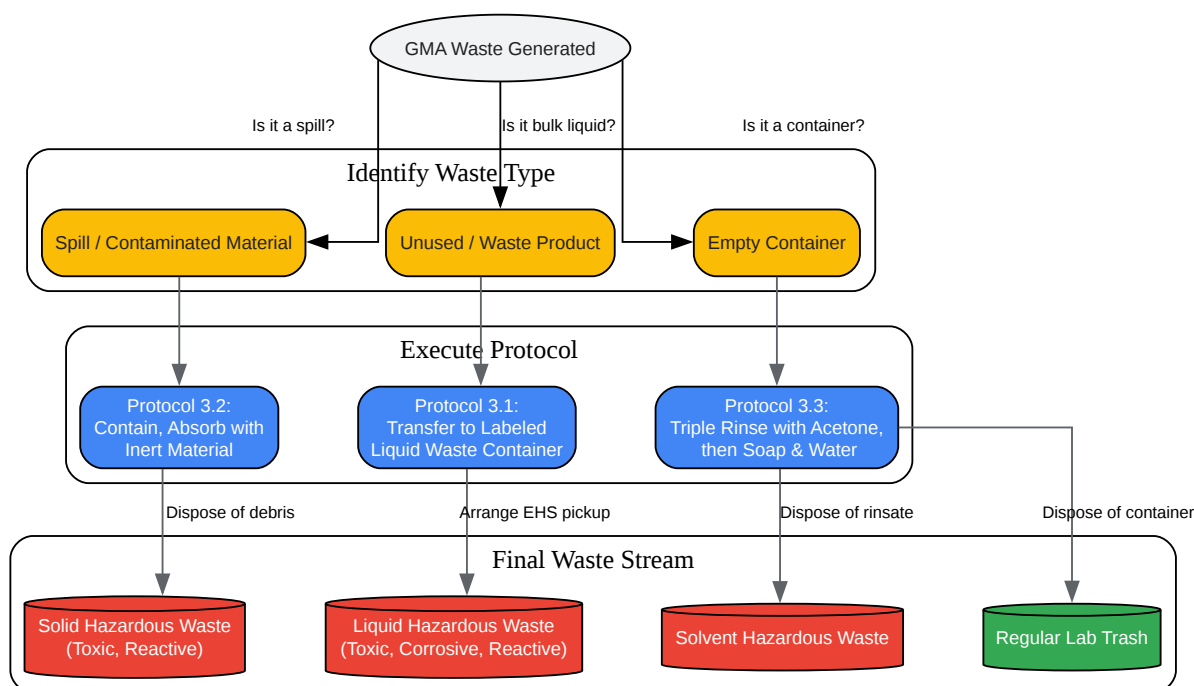 GMA Waste Generated
Is it a spill?
Is it bulk liquid?
Is it a container?
Identify Waste Type
Spill / Contaminated Material
Unused / Waste Product
Empty Container
Execute Protocol
Protocol 3.2:
Contain, Absorb with
Inert Material
Protocol 3.1:
Transfer to Labeled
Liquid Waste Container
Protocol 3.3:
Triple Rinse with Acetone,
then Soap & Water
Dispose of debris
Arrange EHS pickup
Dispose of rinsate
Dispose of container
Final Waste Stream
Solid Hazardous Waste
(Toxic, Reactive)
Liquid Hazardous Waste
(Toxic, Corrosive, Reactive)
Solvent Hazardous Waste
Regular Lab Trash